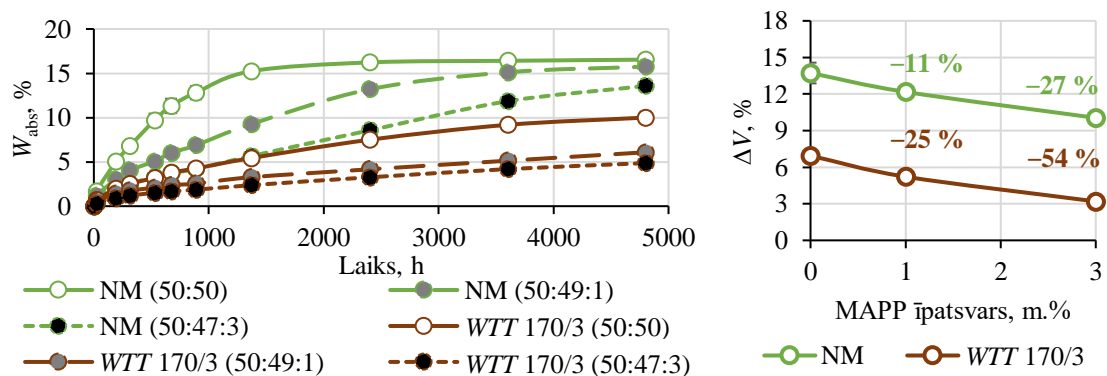 20
15
10
5
0
W_abs, %
0 1000 2000 3000 4000 5000
Laiks, h
NM (50:50) NM (50:49:1)
NM (50:47:3) WTT 170/3 (50:50)
WTT 170/3 (50:49:1) WTT 170/3 (50:47:3)
18
15
12
9
6
3
0
ΔV, %
−11 %
−27 %
−25 %
−54 %
0 1 2 3
MAPP īpatsvars, m.%
NM WTT 170/3